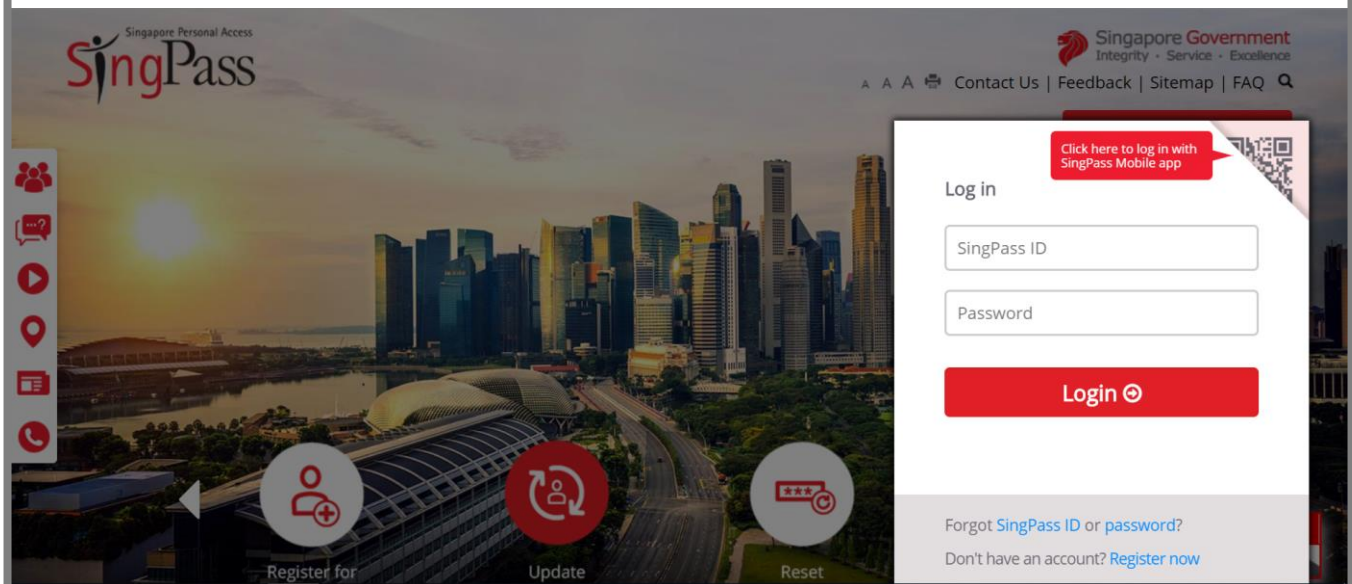 Singapore Personal Access
SingPass
Singapore Government
Integrity · Service · Excellence
A A A Contact Us | Feedback | Sitemap | FAQ
Click here to log in with
SingPass Mobile app
Log in
SingPass ID
Password
Login
Forgot SingPass ID or password?
Don't have an account? Register now
...?
***
Register for
Update
Reset